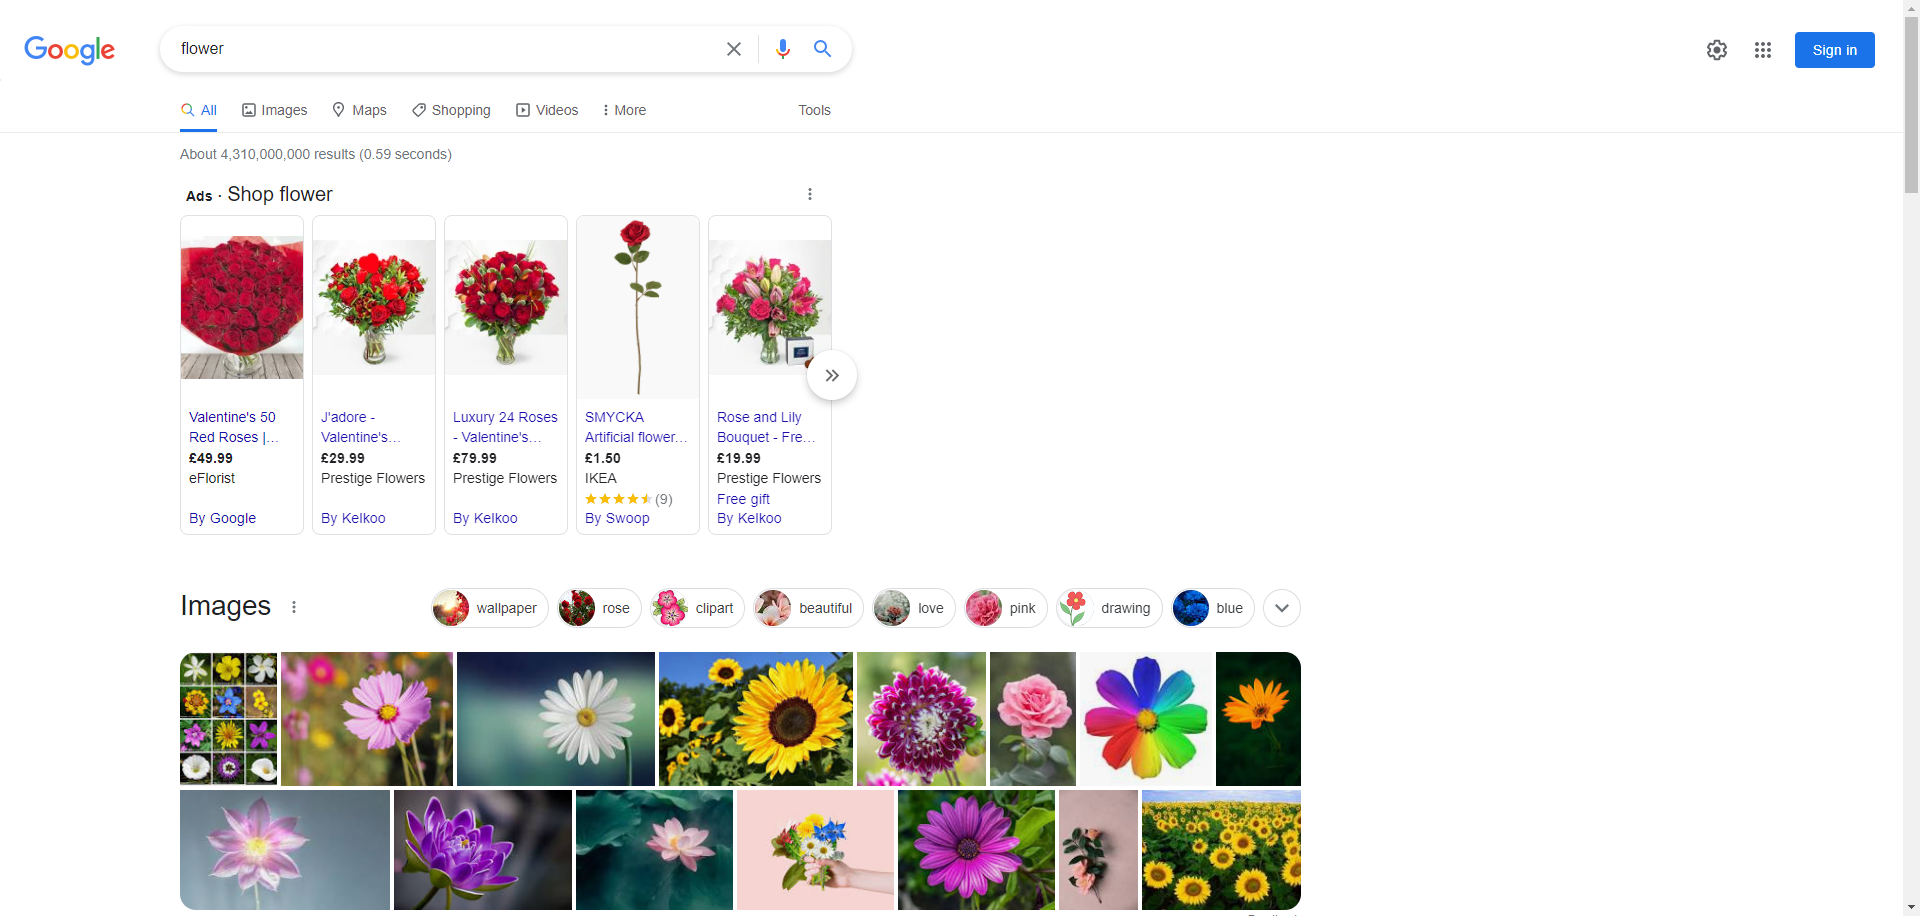 Google
flower
Sign in
All
Images
Maps
Shopping
Videos
More
Tools
About 4,310,000,000 results (0.59 seconds)
Ads · Shop flower
Valentine's 50
Red Roses |...
£49.99
eFlorist
By Google
J'adore -
Valentine's...
£29.99
Prestige Flowers
By Kelkoo
Luxury 24 Roses
- Valentine's...
£79.99
Prestige Flowers
By Kelkoo
SMYCKA
Artificial flower...
£1.50
IKEA
(9)
By Swoop
Rose and Lily
Bouquet - Fre...
£19.99
Prestige Flowers
Free gift
By Kelkoo
Images
wallpaper
rose
clipart
beautiful
love
pink
drawing
blue